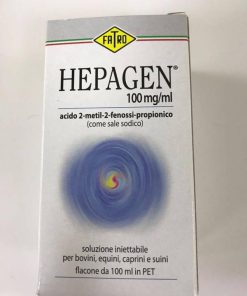 FATRO
HEPAGEN®
100 mg/ml
acido 2-metil-2-fenossi-propionico
(come sale sodico)
soluzione iniettabile
per bovini, equini, caprini e suini
flacone da 100 ml in PET